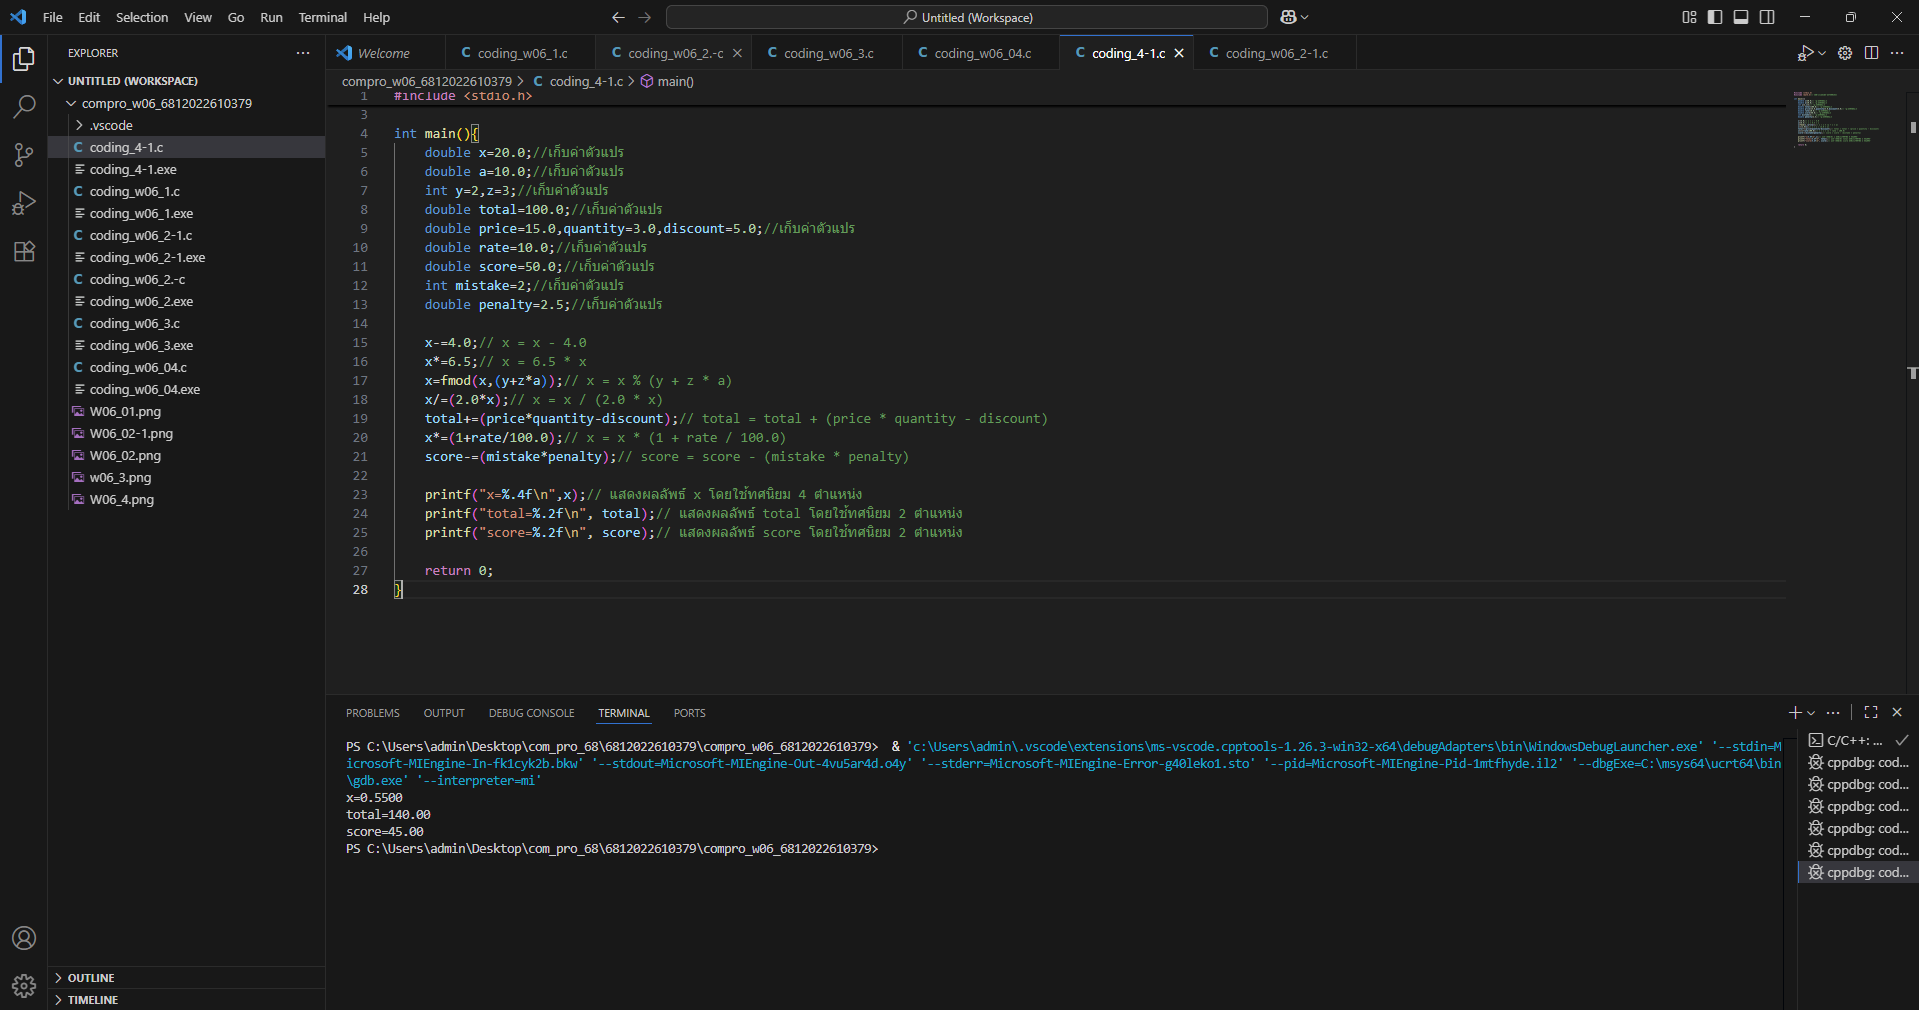 File Edit Selection View Go Run Terminal Help
Untitled (Workspace)
EXPLORER
UNTITLED (WORKSPACE)
compro_w06_6812022610379
.vscode
C coding_4-1.c
coding_4-1.exe
C coding_w06_1.c
coding_w06_1.exe
C coding_w06_2-1.c
coding_w06_2-1.exe
C coding_w06_2.-c
coding_w06_2.exe
C coding_w06_3.c
coding_w06_3.exe
C coding_w06_04.c
coding_w06_04.exe
W06_01.png
W06_02-1.png
W06_02.png
w06_3.png
W06_4.png
OUTLINE
TIMELINE
Welcome C coding_w06_1.c C coding_w06_2.-c C coding_w06_3.c C coding_w06_04.c C coding_4-1.c C coding_w06_2-1.c
compro_w06_6812022610379 > C coding_4-1.c > main()
1 #include <stdio.h>
3
4 int main(){
5 double x=20.0;//เก็บค่าตัวแปร
6 double a=10.0;//เก็บค่าตัวแปร
7 int y=2,z=3;//เก็บค่าตัวแปร
8 double total=100.0;//เก็บค่าตัวแปร
9 double price=15.0,quantity=3.0,discount=5.0;//เก็บค่าตัวแปร
10 double rate=10.0;//เก็บค่าตัวแปร
11 double score=50.0;//เก็บค่าตัวแปร
12 int mistake=2;//เก็บค่าตัวแปร
13 double penalty=2.5;//เก็บค่าตัวแปร
14
15 x-=4.0;// x = x - 4.0
16 x*=6.5;// x = 6.5 * x
17 x=fmod(x,(y+z*a));// x = x % (y + z * a)
18 x/=(2.0*x);// x = x / (2.0 * x)
19 total+=(price*quantity-discount);// total = total + (price * quantity - discount)
20 x*=(1+rate/100.0);// x = x * (1 + rate / 100.0)
21 score-=(mistake*penalty);// score = score - (mistake * penalty)
22
23 printf("x=%.4f\n",x);// แสดงผลลัพธ์ x โดยใช้ทศนิยม 4 ตำแหน่ง
24 printf("total=%.2f\n", total);// แสดงผลลัพธ์ total โดยใช้ทศนิยม 2 ตำแหน่ง
25 printf("score=%.2f\n", score);// แสดงผลลัพธ์ score โดยใช้ทศนิยม 2 ตำแหน่ง
26
27 return 0;
28 }
PROBLEMS OUTPUT DEBUG CONSOLE TERMINAL PORTS
PS C:\Users\admin\Desktop\com_pro_68\6812022610379\compro_w06_6812022610379> & 'c:\Users\admin\.vscode\extensions\ms-vscode.cpptools-1.26.3-win32-x64\debugAdapters\bin\WindowsDebugLauncher.exe' '--stdin=M
icrosoft-MIEngine-In-fk1cyk2b.bkw' '--stdout=Microsoft-MIEngine-Out-4vu5ar4d.o4y' '--stderr=Microsoft-MIEngine-Error-g40leko1.sto' '--pid=Microsoft-MIEngine-Pid-1mtfhyde.il2' '--dbgExe=C:\msys64\ucrt64\bin
\gdb.exe' '--interpreter=mi'
x=0.5500
total=140.00
score=45.00
PS C:\Users\admin\Desktop\com_pro_68\6812022610379\compro_w06_6812022610379>
C/C++: ...
cppdbg: cod...
cppdbg: cod...
cppdbg: cod...
cppdbg: cod...
cppdbg: cod...
cppdbg: cod...